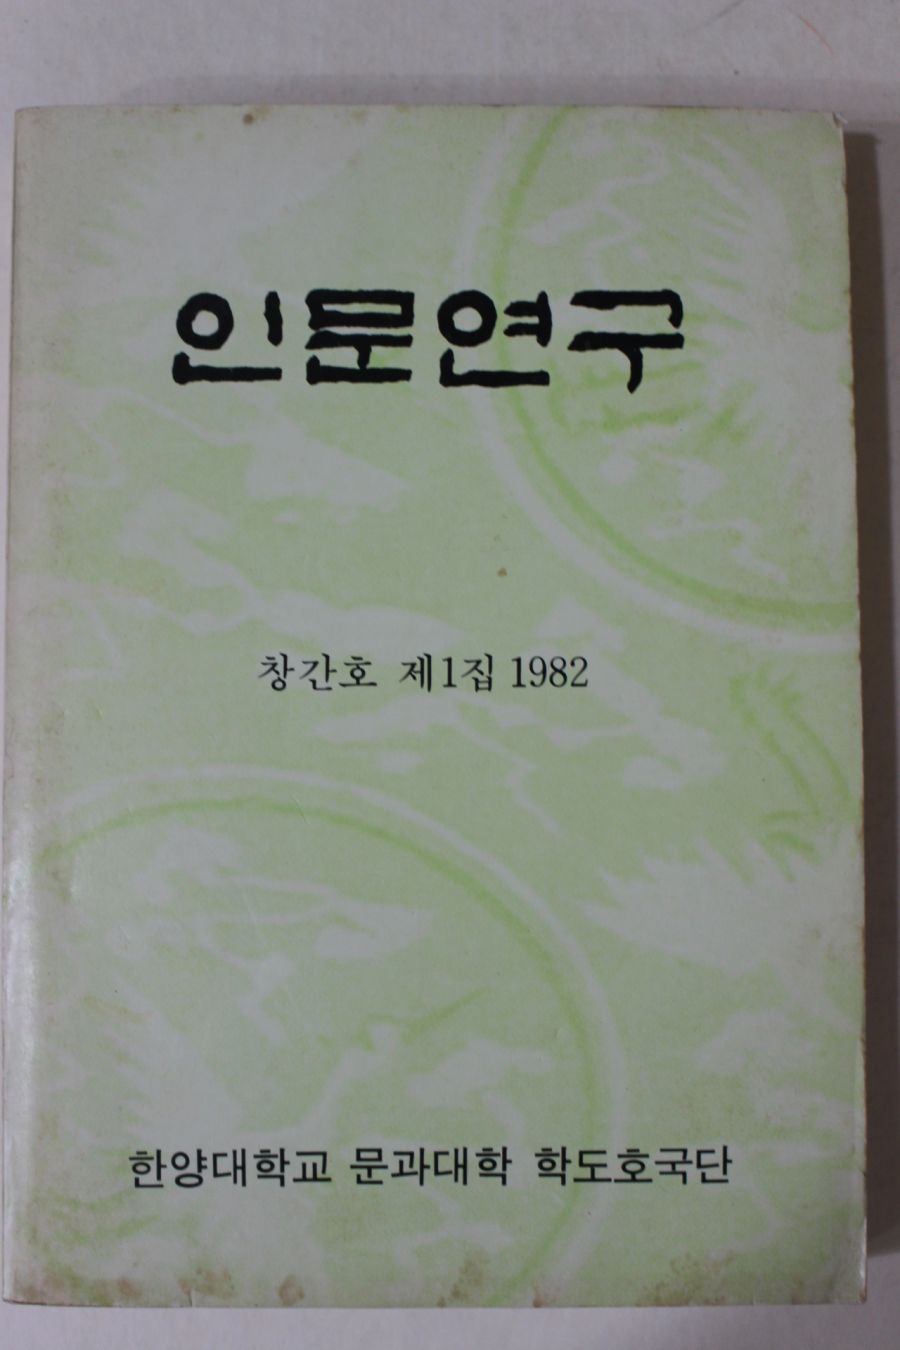 인문연구
창간호 제1집 1982
한양대학교 문과대학 학도호국단